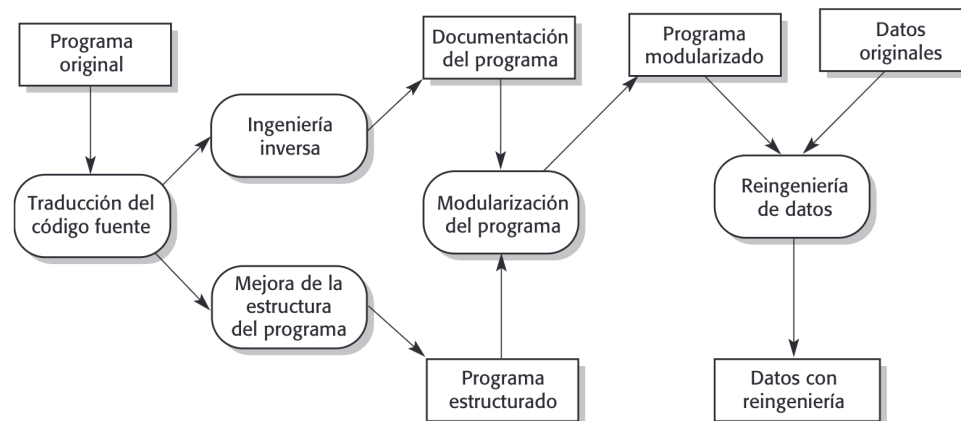 Programa
original
Documentación
del programa
Programa
modularizado
Datos
originales
Ingeniería
inversa
Traducción del
código fuente
Modularización
del programa
Reingeniería
de datos
Mejora de la
estructura
del programa
Programa
estructurado
Datos con
reingeniería